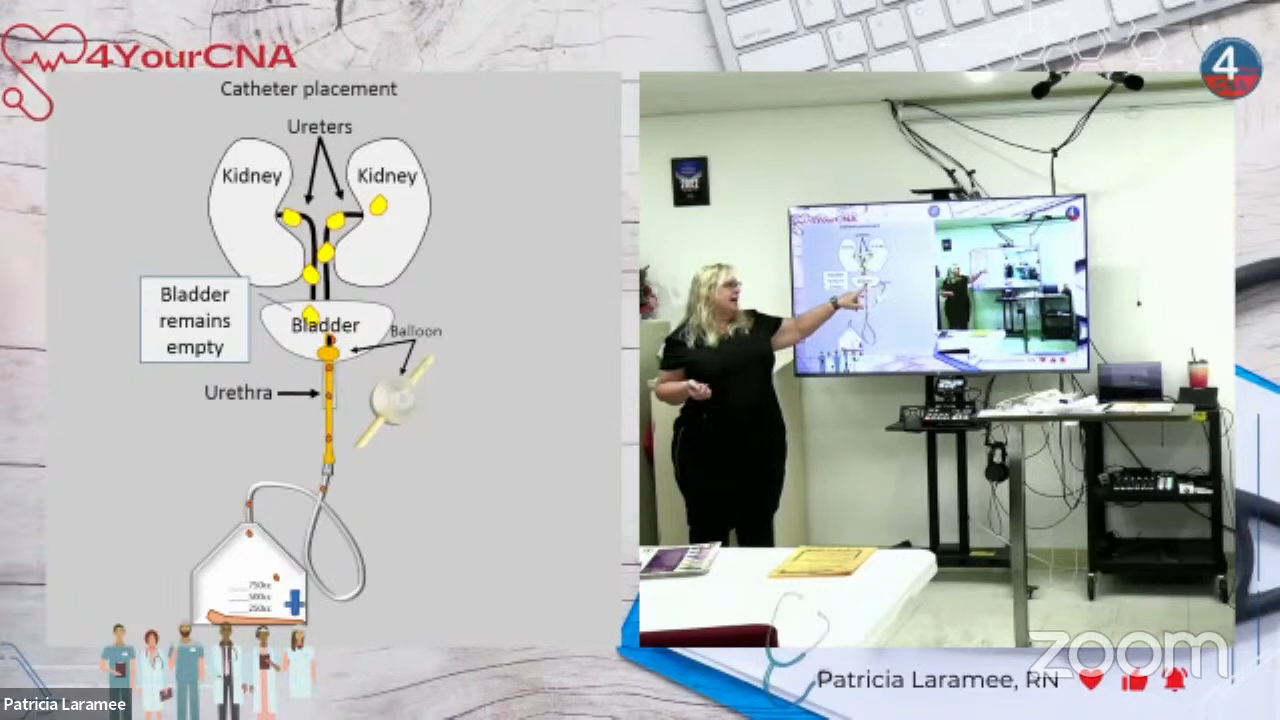 4YourCNA
4
Catheter placement
Ureters
Kidney
Kidney
Bladder
remains
empty
Bladder
Balloon
Urethra
750cc
500cc
250cc
4YourCNA
zoom
Patricia Laramee, RN
Patricia Laramee